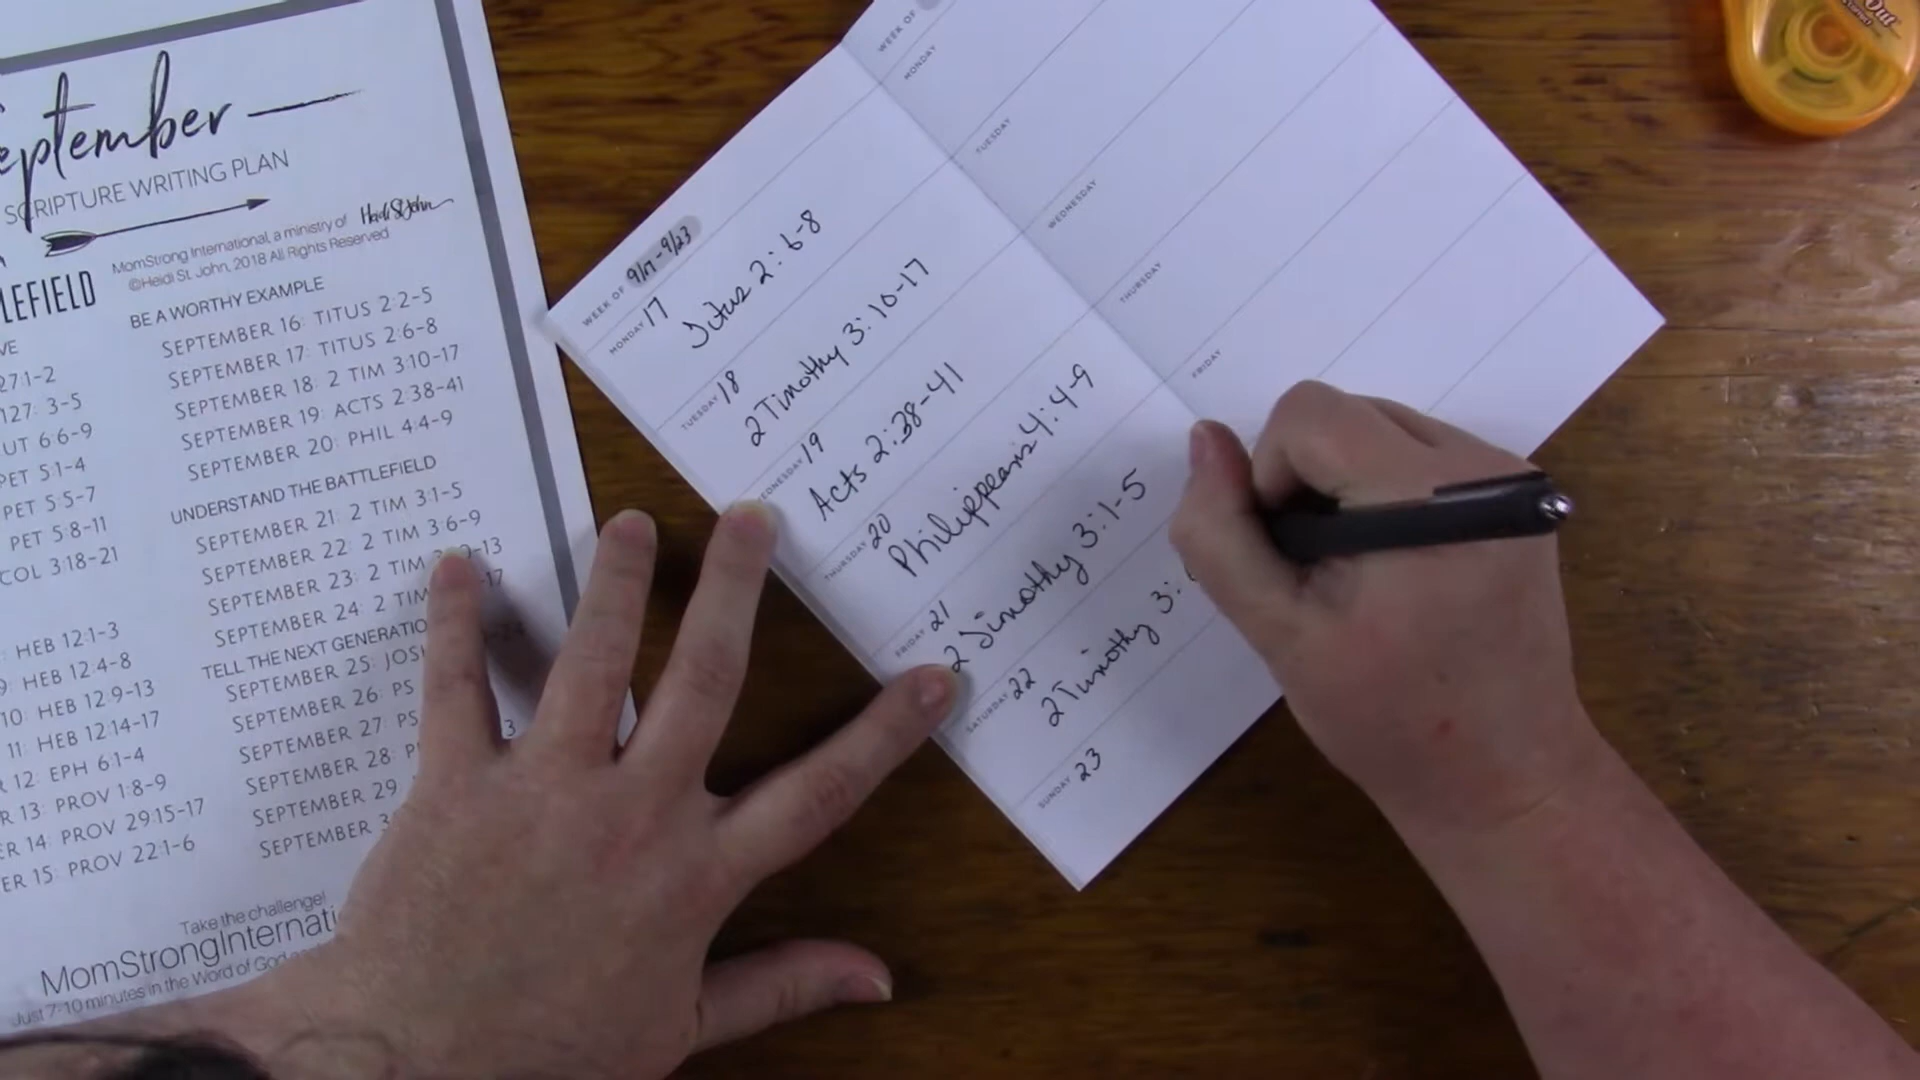 September
SCRIPTURE WRITING PLAN
MomStrong International, a ministry of Heidi St. John
©Heidi St. John, 2018 All Rights Reserved
LEFIELD
VE
27:1-2
127: 3-5
UT 6:6-9
PET 5:1-4
PET 5:5-7
PET 5:8-11
COL 3:18-21
: HEB 12:1-3
9: HEB 12:4-8
10: HEB 12:9-13
11: HEB 12:14-17
R 12: EPH 6:1-4
R 13: PROV 1:8-9
ER 14: PROV 29:15-17
ER 15: PROV 22:1-6
BE A WORTHY EXAMPLE
SEPTEMBER 16: TITUS 2:2-5
SEPTEMBER 17: TITUS 2:6-8
SEPTEMBER 18: 2 TIM 3:10-17
SEPTEMBER 19: ACTS 2:38-41
SEPTEMBER 20: PHIL 4:4-9
UNDERSTAND THE BATTLEFIELD
SEPTEMBER 21: 2 TIM 3:1-5
SEPTEMBER 22: 2 TIM 3:6-9
SEPTEMBER 23: 2 TIM -13
SEPTEMBER 24: 2 TIM -17
TELL THE NEXT GENERATIO
SEPTEMBER 25: JOS
SEPTEMBER 26: PS
SEPTEMBER 27: PS
SEPTEMBER 28: P
SEPTEMBER 29
SEPTEMBER 3
Take the challenge!
MomStrongInternati
Just 7-10 minutes in the Word of God
WEEK OF 9/17-9/23
MONDAY 17
Titus 2:6-8
TUESDAY 18
2 Timothy 3:10-17
WEDNESDAY 19
Acts 2:38-41
THURSDAY 20
Philippeans 4:4-9
FRIDAY 21
2 Timothy 3:1-5
SATURDAY 22
2 Timothy 3:
SUNDAY 23
WEEK OF
MONDAY
TUESDAY
WEDNESDAY
THURSDAY
FRIDAY
Out